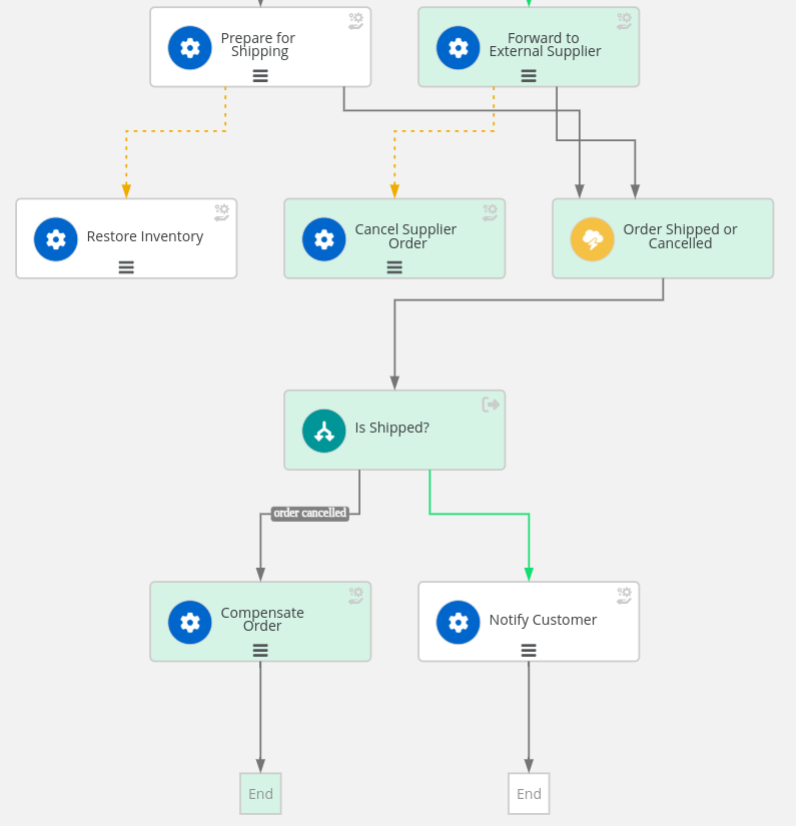 Prepare for
Shipping
Forward to
External Supplier
Restore Inventory
Cancel Supplier
Order
Order Shipped or
Cancelled
Is Shipped?
order cancelled
Compensate
Order
Notify Customer
End
End